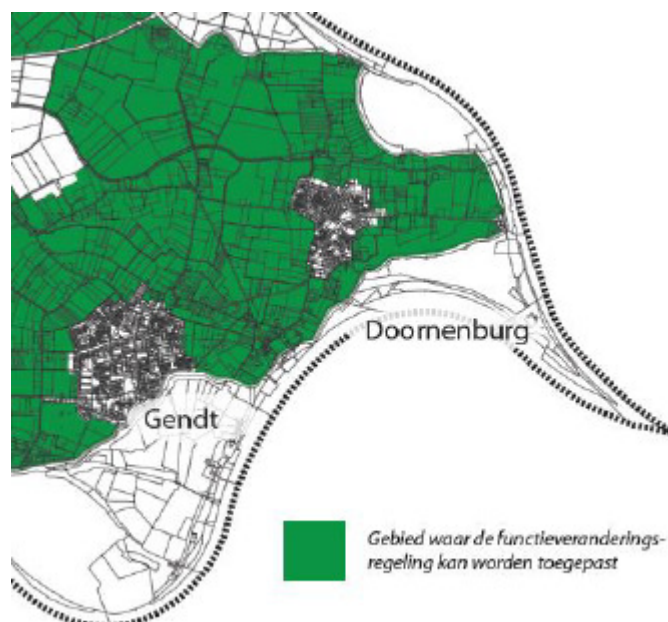 Doornenburg
Gendt
Gebied waar de functieveranderings-
regeling kan worden toegepast